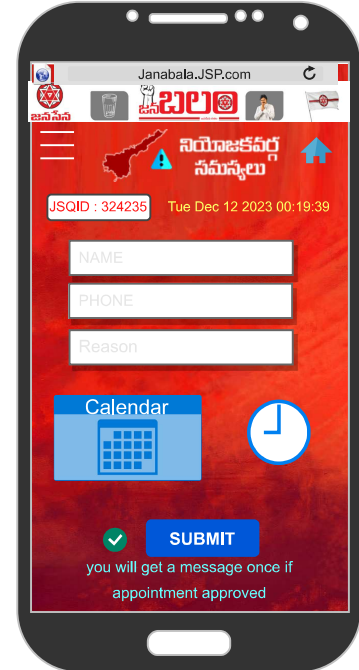 Janabala.JSP.com
జనసేన
జనబలం
నియోజకవర్గ
సమస్యలు
JSQID : 324235
Tue Dec 12 2023 00:19:39
NAME
PHONE
Reason
Calendar
SUBMIT
you will get a message once if
appointment approved